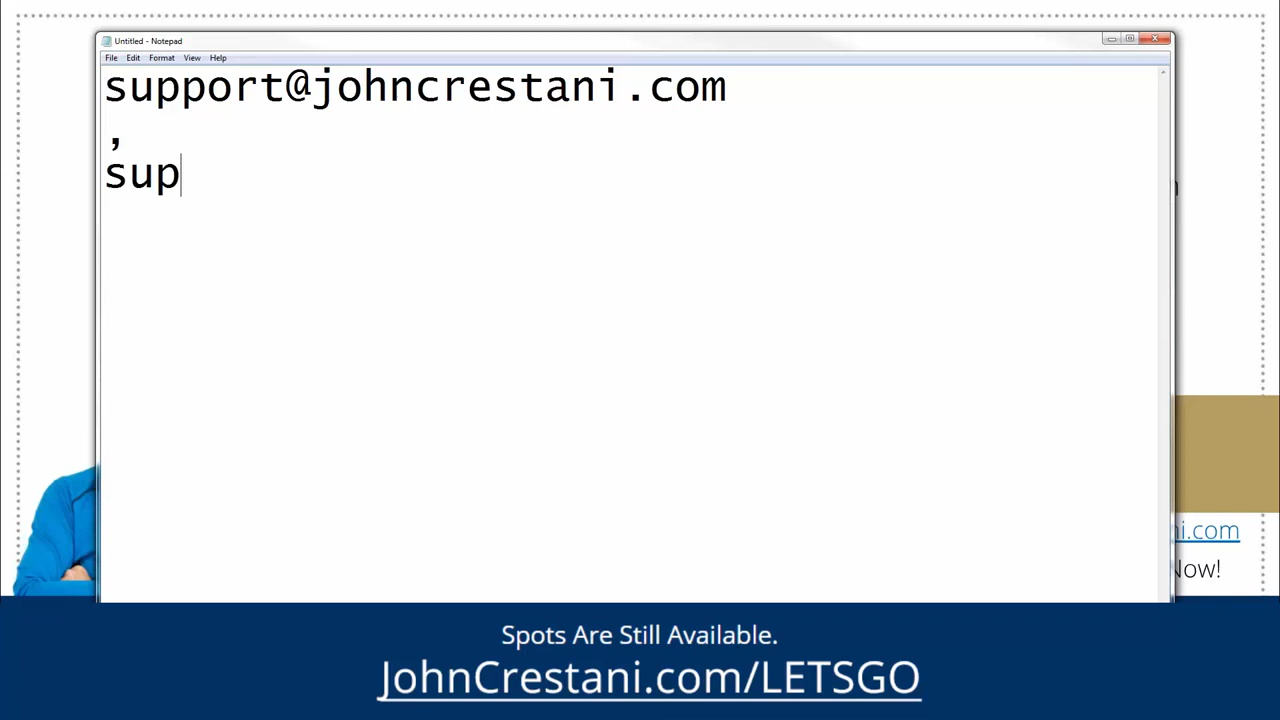 Untitled - Notepad
File Edit Format View Help
support@johncrestani.com
,
sup
ni.com
Now!
Spots Are Still Available.
JohnCrestani.com/LETSGO